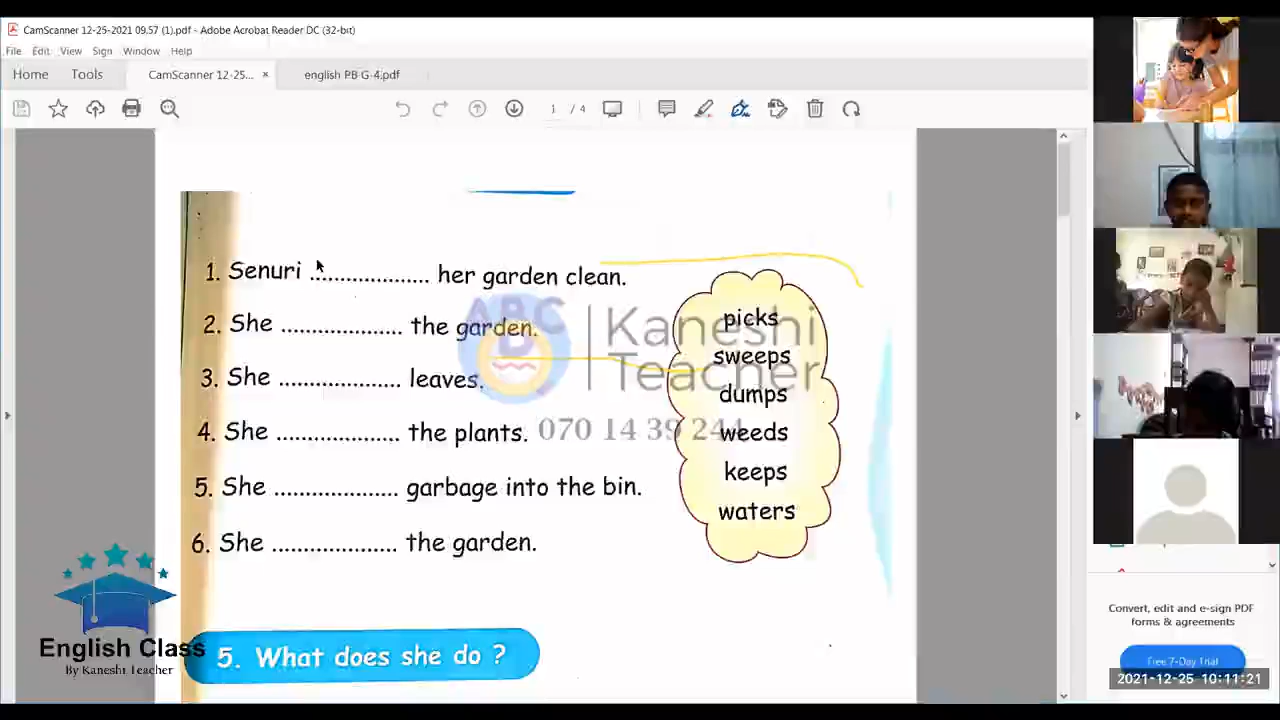 CamScanner 12-25-2021 09.57 (1).pdf - Adobe Acrobat Reader DC (32-bit)
File Edit View Sign Window Help
Home Tools CamScanner 12-25... × english PB G-4.pdf
1 / 4
1. Senuri ................... her garden clean.
2. She ................... the garden.
3. She ................... leaves.
4. She ................... the plants.
5. She ................... garbage into the bin.
6. She ................... the garden.
picks
sweeps
dumps
weeds
keeps
waters
ABC
Kaneshi
Teacher
070 14 39 244
5. What does she do ?
English Class
By Kaneshi Teacher
Convert, edit and e-sign PDF
forms & agreements
Free 7-Day Trial
2021-12-25 10:11:21